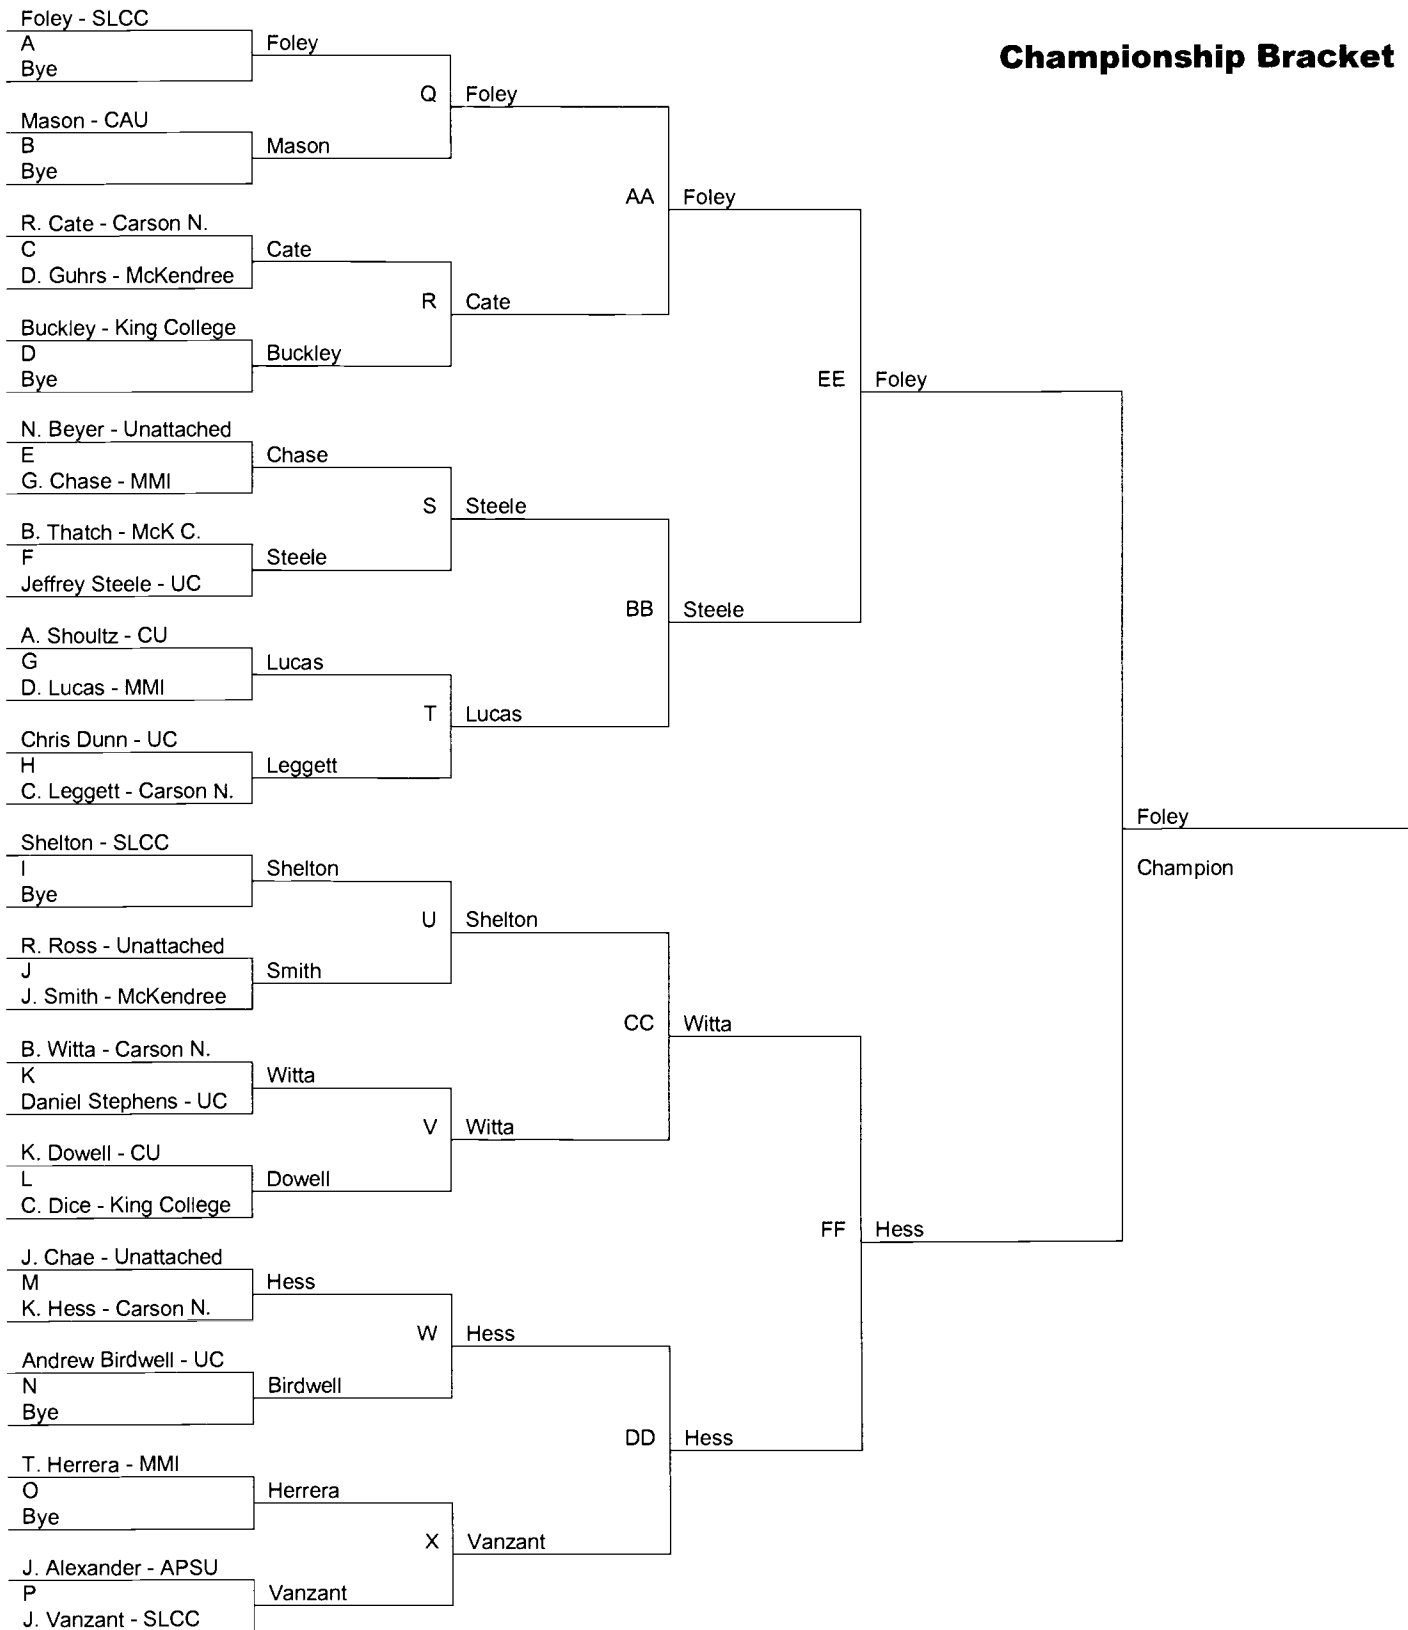 Championship Bracket
Foley - SLCC
A
Bye
Mason - CAU
B
Bye
R. Cate - Carson N.
C
D. Guhrs - McKendree
Buckley - King College
D
Bye
N. Beyer - Unattached
E
G. Chase - MMI
B. Thatch - McK C.
F
Jeffrey Steele - UC
A. Shoultz - CU
G
D. Lucas - MMI
Chris Dunn - UC
H
C. Leggett - Carson N.
Shelton - SLCC
I
Bye
R. Ross - Unattached
J
J. Smith - McKendree
B. Witta - Carson N.
K
Daniel Stephens - UC
K. Dowell - CU
L
C. Dice - King College
J. Chae - Unattached
M
K. Hess - Carson N.
Andrew Birdwell - UC
N
Bye
T. Herrera - MMI
O
Bye
J. Alexander - APSU
P
J. Vanzant - SLCC
Foley
Q
Mason
Cate
R
Buckley
Chase
S
Steele
Lucas
T
Leggett
Shelton
U
Smith
Witta
V
Dowell
Hess
W
Birdwell
Herrera
X
Vanzant
Foley
AA
Cate
Steele
BB
Lucas
Shelton
CC
Witta
Hess
DD
Vanzant
Foley
EE
Steele
Witta
FF
Hess
Foley
Hess
Foley
Champion